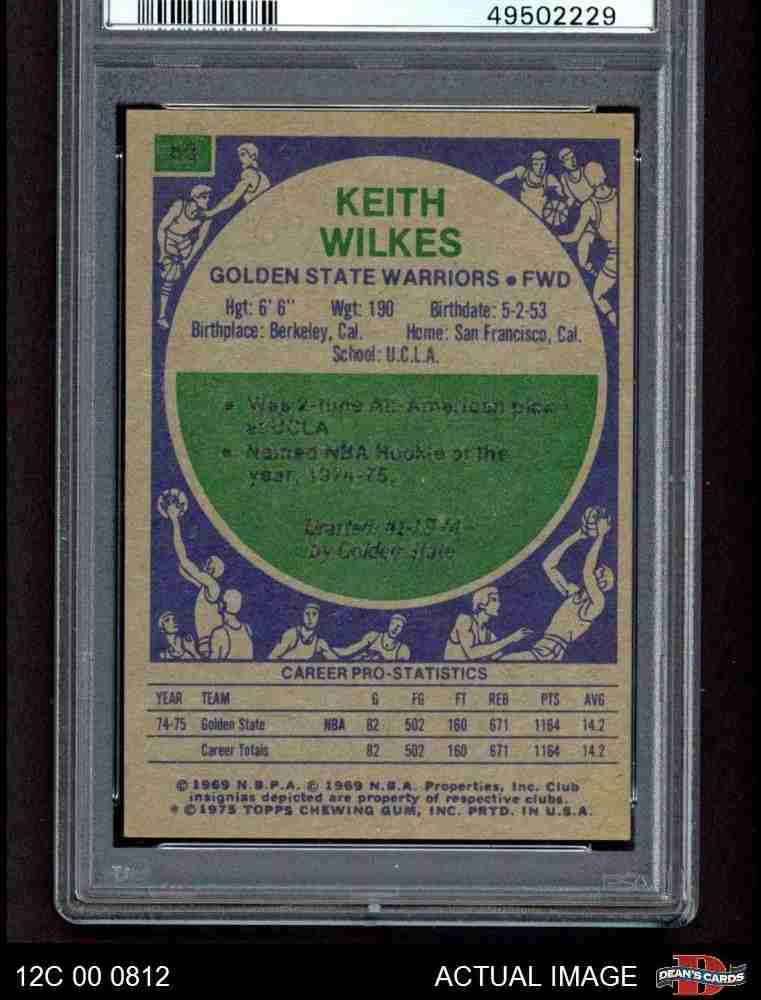 49502229
KEITH
WILKES
GOLDEN STATE WARRIORS • FWD
Hgt: 6' 6" Wgt: 190 Birthdate: 5-2-53
Birthplace: Berkeley, Cal. Home: San Francisco, Cal.
School: U.C.L.A.
• Was 2-time All-American pick
at UCLA
• Named NBA Rookie of the
year, 1974-75.
Drafted #1-1974
by Golden State
CAREER PRO-STATISTICS
YEAR TEAM G FG FT REB PTS AVG
74-75 Golden State NBA 82 502 160 671 1164 14.2
Career Totals 82 502 160 671 1164 14.2
© 1969 N.B.P.A. © 1969 N.B.A. Properties, Inc. Club
insignias depicted are property of respective clubs.
* © 1975 TOPPS CHEWING GUM, INC. PRTD. IN U.S.A.
PSA
12C 00 0812 ACTUAL IMAGE DEAN'S CARDS